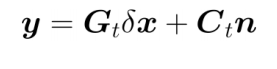 y = G_t δx + C_t n